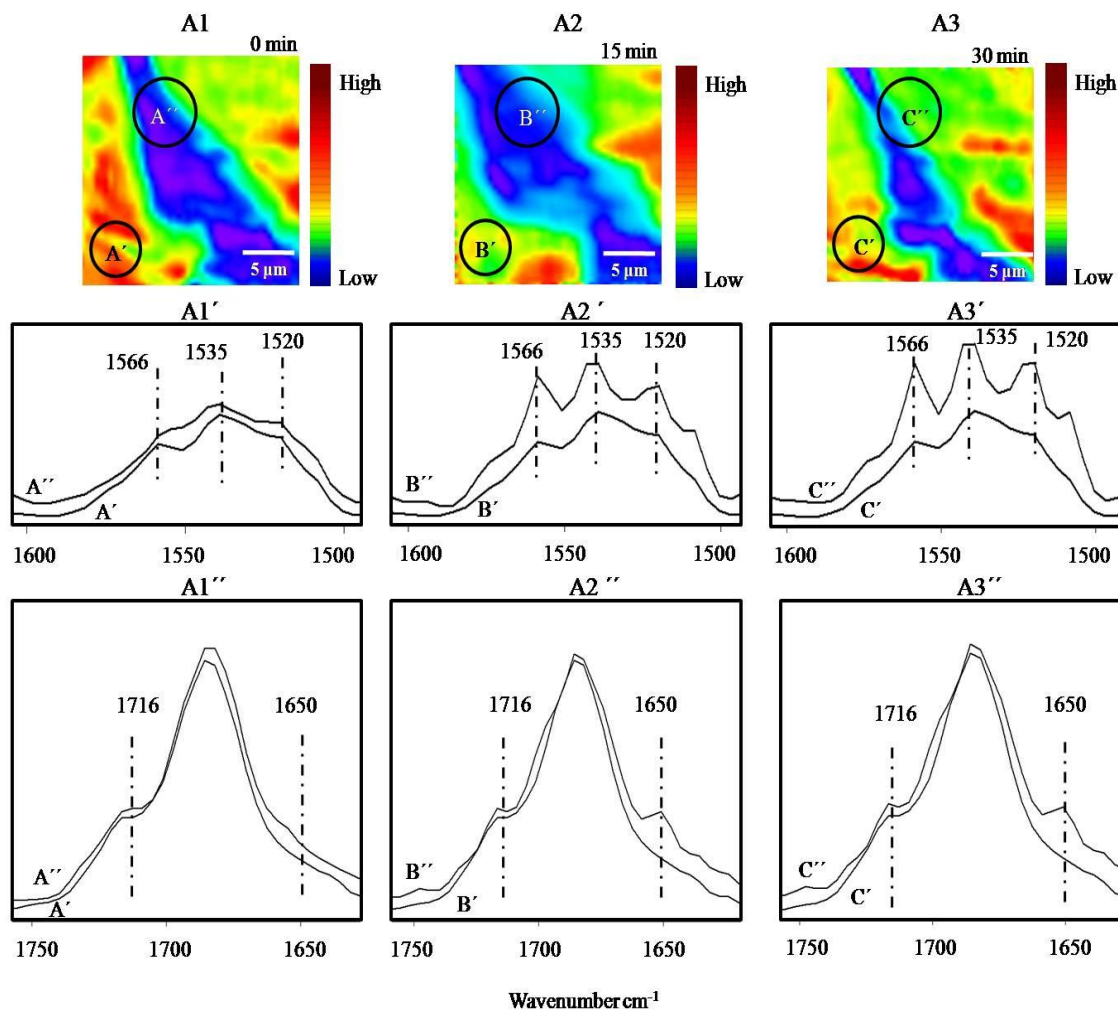 A1 A2 A3
0 min 15 min 30 min
High High High
A´´ B´´ C´´
A´ B´ C´
5 µm 5 µm 5 µm
Low Low Low
A1´ A2´ A3´
1566 1535 1520 1566 1535 1520 1566 1535 1520
A´´ B´´ C´´
A´ B´ C´
1600 1550 1500 1600 1550 1500 1600 1550 1500
A1´´ A2´´ A3´´
1716 1650 1716 1650 1716 1650
A´´ B´´ C´´
A´ B´ C´
1750 1700 1650 1750 1700 1650 1750 1700 1650
Wavenumber cm⁻¹